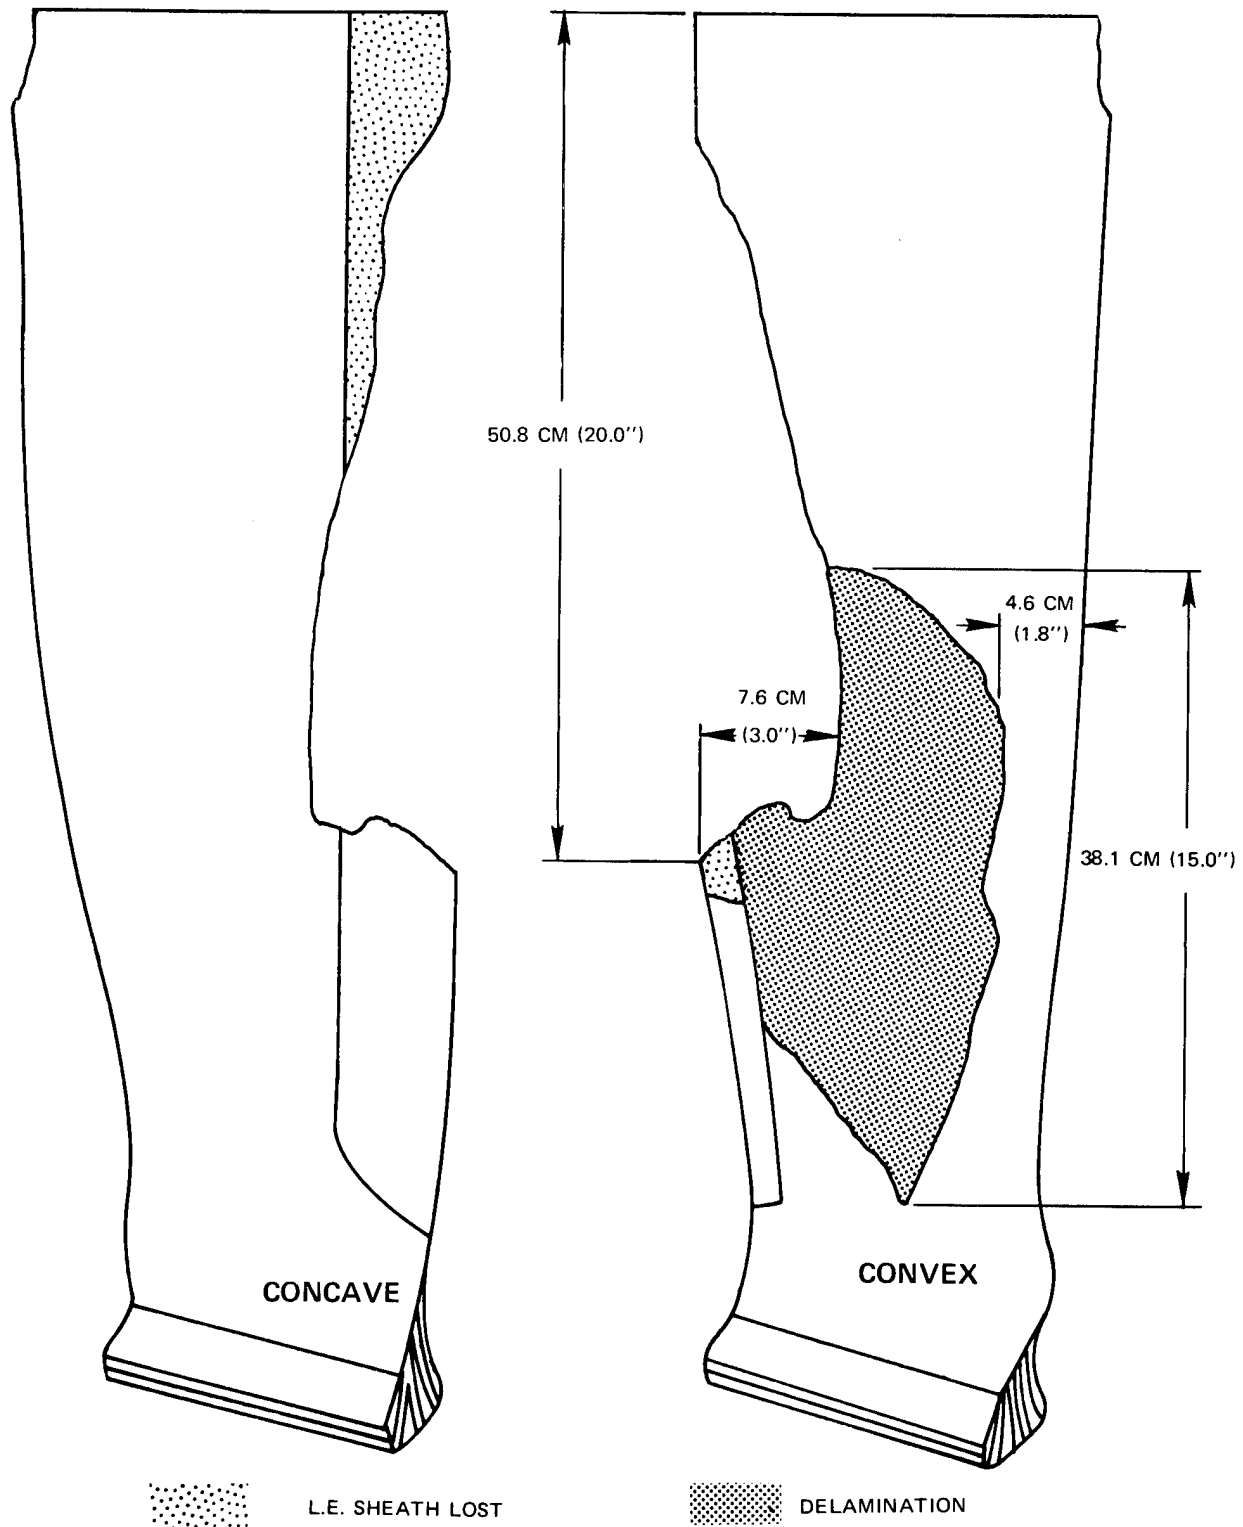 50.8 CM (20.0'')
4.6 CM
(1.8'')
7.6 CM
(3.0'')
38.1 CM (15.0'')
CONVEX
CONCAVE
L.E. SHEATH LOST
DELAMINATION